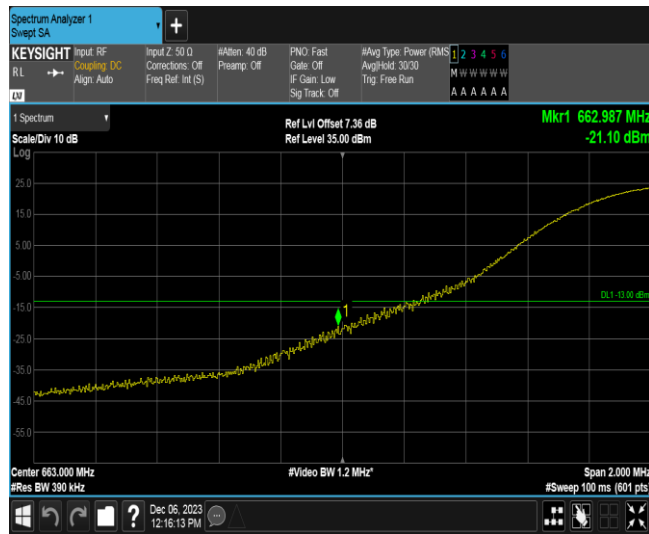 Spectrum Analyzer 1
Swept SA
+
KEYSIGHT
RL
LXI
Input: RF
Coupling: DC
Align: Auto
Input Z: 50 Ω
Corrections: Off
Freq Ref: Int (S)
#Atten: 40 dB
Preamp: Off
PNO: Fast
Gate: Off
IF Gain: Low
Sig Track: Off
#Avg Type: Power (RMS
Avg|Hold: 30/30
Trig: Free Run
1 2 3 4 5 6
M W W W W W
A A A A A A
1 Spectrum
Scale/Div 10 dB
Log
Ref Lvl Offset 7.36 dB
Ref Level 35.00 dBm
Mkr1 662.987 MHz
-21.10 dBm
25.0
15.0
5.00
-5.00
-15.0
-25.0
-35.0
-45.0
-55.0
1
DL1 -13.00 dBm
Center 663.000 MHz
#Res BW 390 kHz
#Video BW 1.2 MHz*
Span 2.000 MHz
#Sweep 100 ms (601 pts)
?
Dec 06, 2023
12:16:13 PM